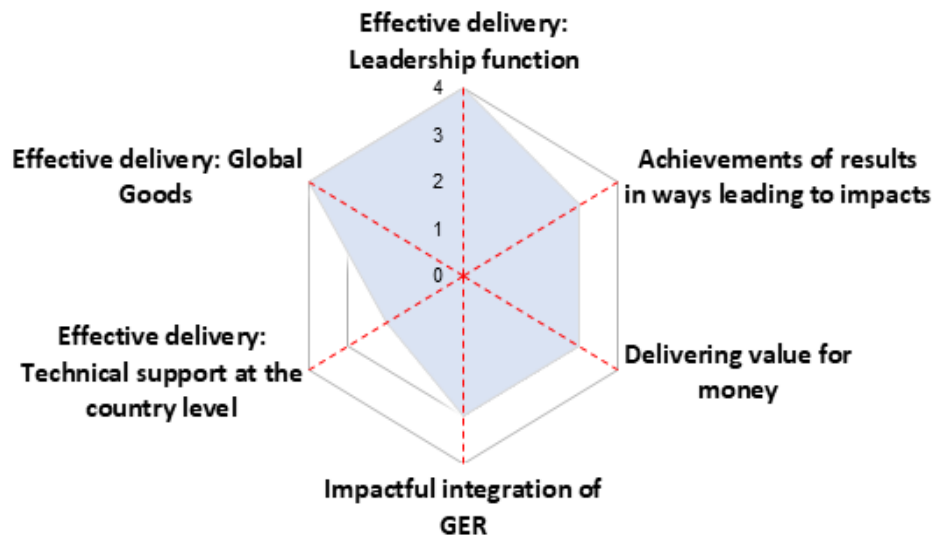 Effective delivery:
Leadership function
4
3
2
1
0
Effective delivery: Global
Goods
Achievements of results
in ways leading to impacts
Effective delivery:
Technical support at the
country level
Delivering value for
money
Impactful integration of
GER